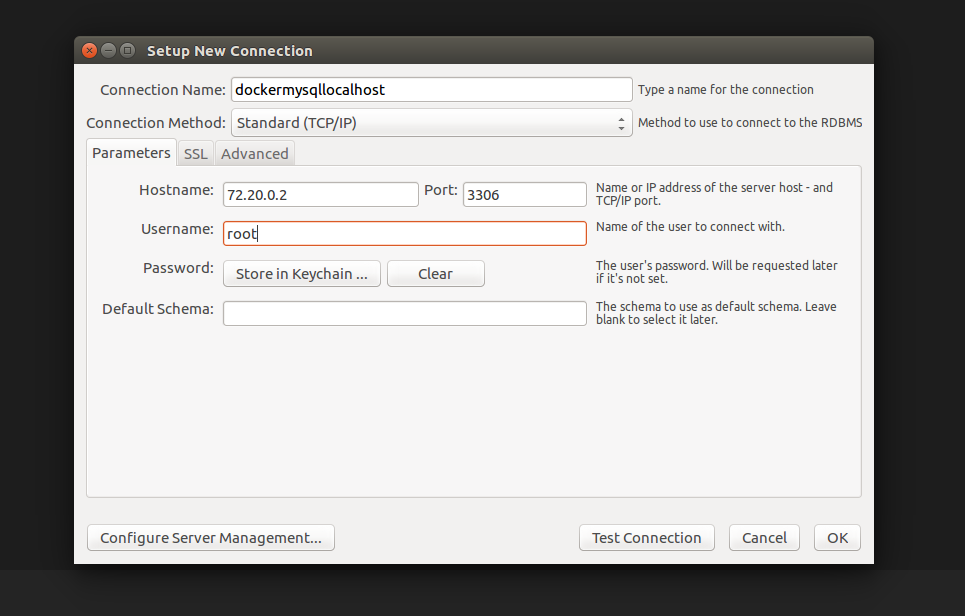 Setup New Connection
Connection Name: dockermysqllocalhost Type a name for the connection
Connection Method: Standard (TCP/IP) Method to use to connect to the RDBMS
Parameters SSL Advanced
Hostname: 72.20.0.2 Port: 3306 Name or IP address of the server host - and
TCP/IP port.
Username: root Name of the user to connect with.
Password: Store in Keychain ... Clear The user's password. Will be requested later
if it's not set.
Default Schema: The schema to use as default schema. Leave
blank to select it later.
Configure Server Management... Test Connection Cancel OK